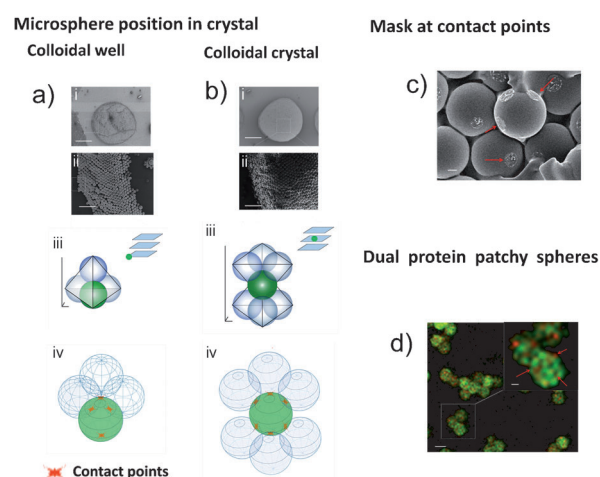 Microsphere position in crystal
Colloidal well
Colloidal crystal
Mask at contact points
a)
i
ii
iii
iv
b)
i
ii
iii
iv
Contact points
c)
Dual protein patchy spheres
d)